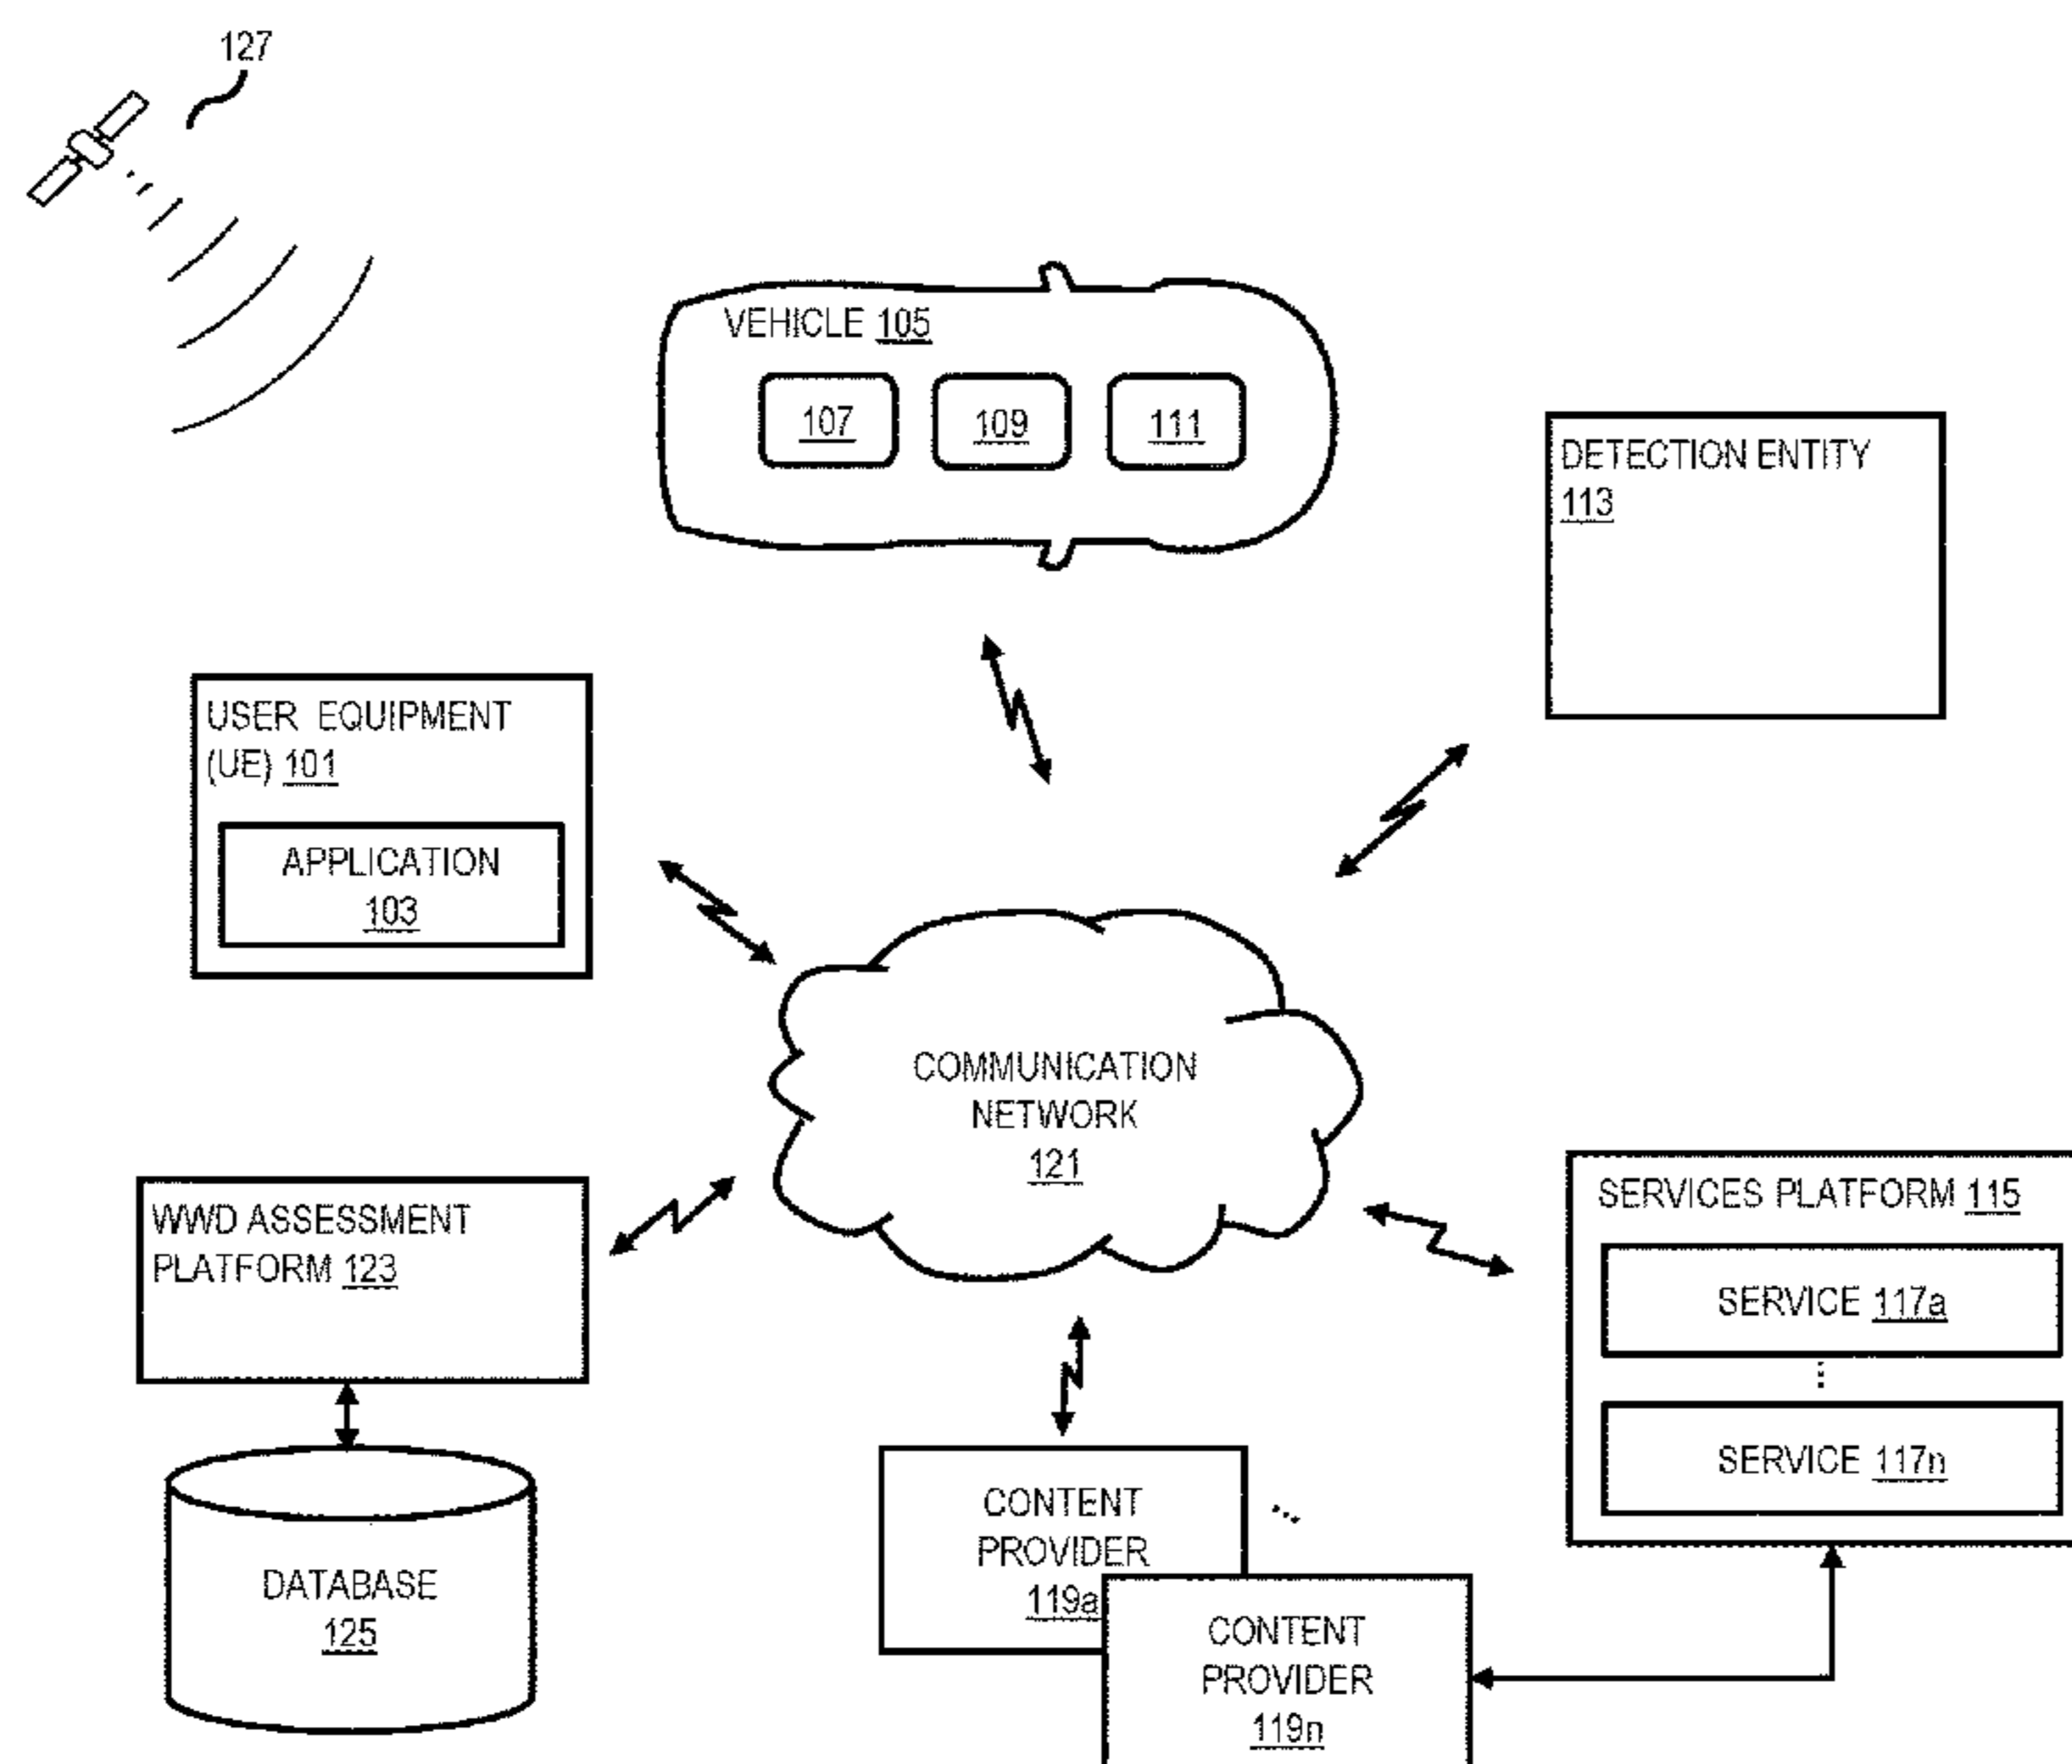 127
VEHICLE 105
107
109
111
DETECTION ENTITY
113
USER EQUIPMENT
(UE) 101
APPLICATION
103
COMMUNICATION
NETWORK
121
WWD ASSESSMENT
PLATFORM 123
SERVICES PLATFORM 115
SERVICE 117a
⋮
SERVICE 117n
DATABASE
125
CONTENT
PROVIDER
119a
...
CONTENT
PROVIDER
119n